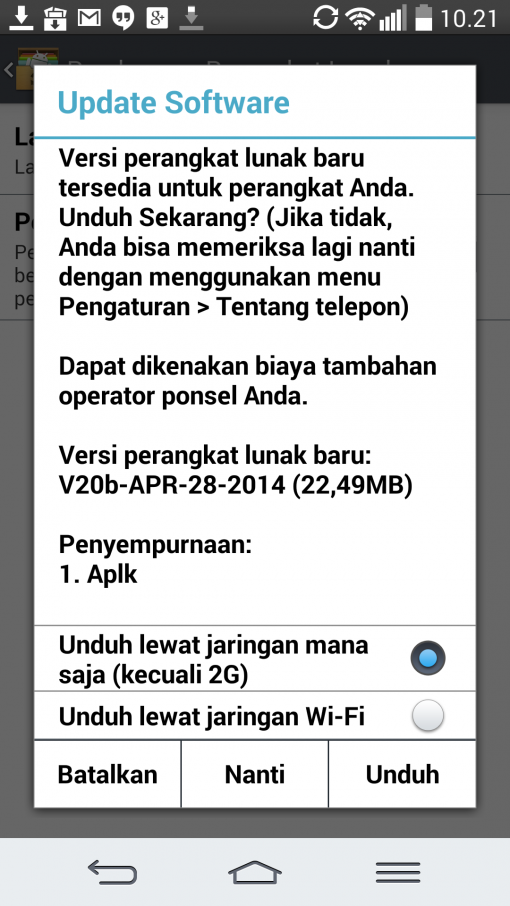 10.21
Update Software
Versi perangkat lunak baru
tersedia untuk perangkat Anda.
Unduh Sekarang? (Jika tidak,
Anda bisa memeriksa lagi nanti
dengan menggunakan menu
Pengaturan > Tentang telepon)
Dapat dikenakan biaya tambahan
operator ponsel Anda.
Versi perangkat lunak baru:
V20b-APR-28-2014 (22,49MB)
Penyempurnaan:
1. Aplk
Unduh lewat jaringan mana
saja (kecuali 2G)
Unduh lewat jaringan Wi-Fi
Batalkan Nanti Unduh